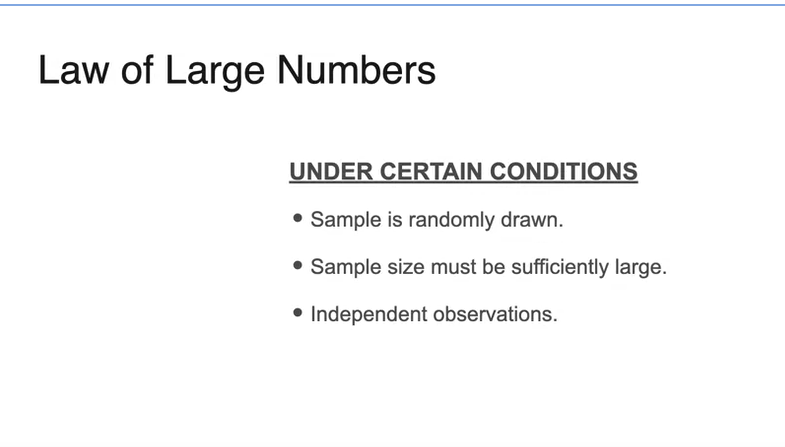 Law of Large Numbers
UNDER CERTAIN CONDITIONS
• Sample is randomly drawn.
• Sample size must be sufficiently large.
• Independent observations.